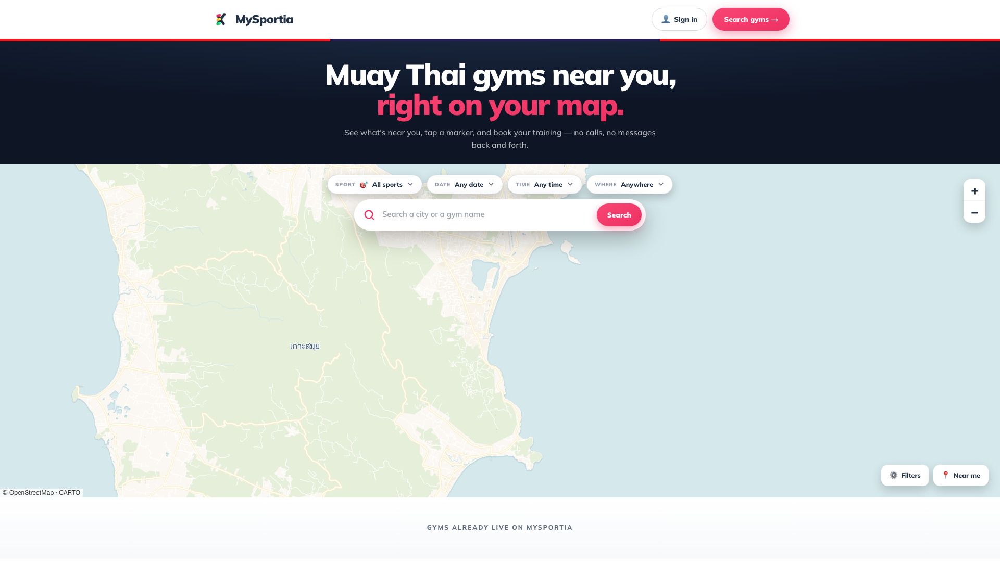 MySportia
Sign in
Search gyms →
Muay Thai gyms near you,
right on your map.
See what's near you, tap a marker, and book your training — no calls, no messages
back and forth.
SPORT All sports
DATE Any date
TIME Any time
WHERE Anywhere
Search a city or a gym name
Search
+
−
เกาะสมุย
Filters
Near me
© OpenStreetMap · CARTO
GYMS ALREADY LIVE ON MYSPORTIA